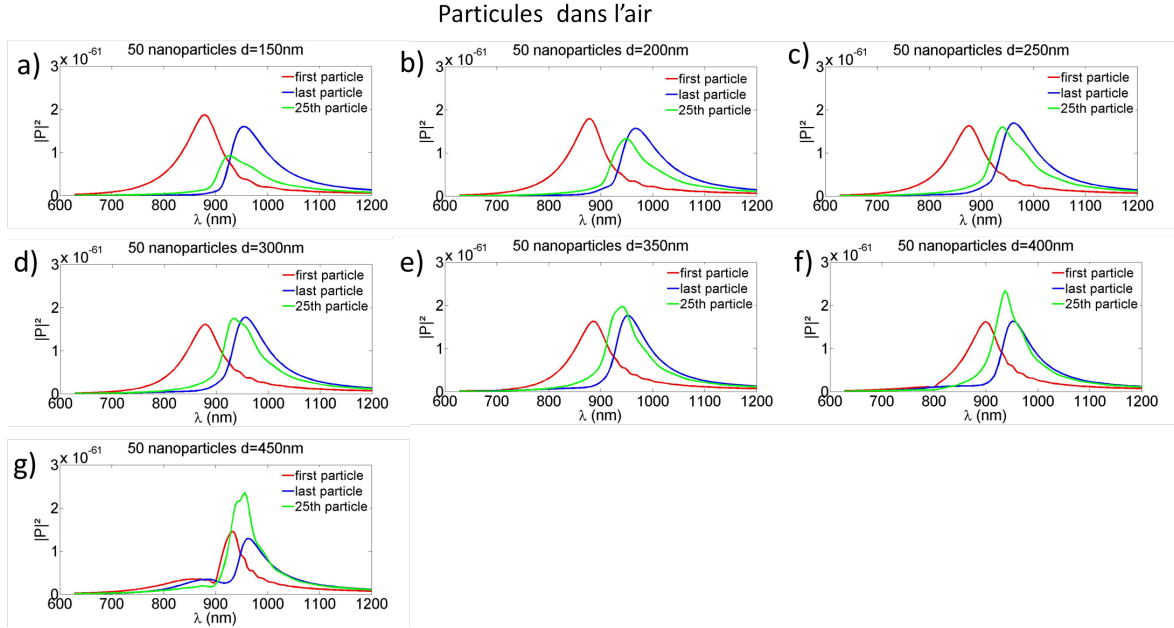 Particules dans l'air
a)
3 x 10^-61
50 nanoparticles d=150nm
first particle
last particle
25th particle
|P|²
3
2
1
0
600 700 800 900 1000 1100 1200
λ (nm)
b)
3 x 10^-61
50 nanoparticles d=200nm
first particle
last particle
25th particle
|P|²
2
1
0
600 700 800 900 1000 1100 1200
λ (nm)
c)
3 x 10^-61
50 nanoparticles d=250nm
first particle
last particle
25th particle
|P|²
2
1
0
600 700 800 900 1000 1100 1200
λ (nm)
d)
3 x 10^-61
50 nanoparticles d=300nm
first particle
last particle
25th particle
|P|²
2
1
0
600 700 800 900 1000 1100 1200
λ (nm)
e)
3 x 10^-61
50 nanoparticles d=350nm
first particle
last particle
25th particle
|P|²
2
1
0
600 700 800 900 1000 1100 1200
λ (nm)
f)
3 x 10^-61
50 nanoparticles d=400nm
first particle
last particle
25th particle
|P|²
2
1
0
600 700 800 900 1000 1100 1200
λ (nm)
g)
3 x 10^-61
50 nanoparticles d=450nm
first particle
last particle
25th particle
|P|²
2
1
0
600 700 800 900 1000 1100 1200
λ (nm)